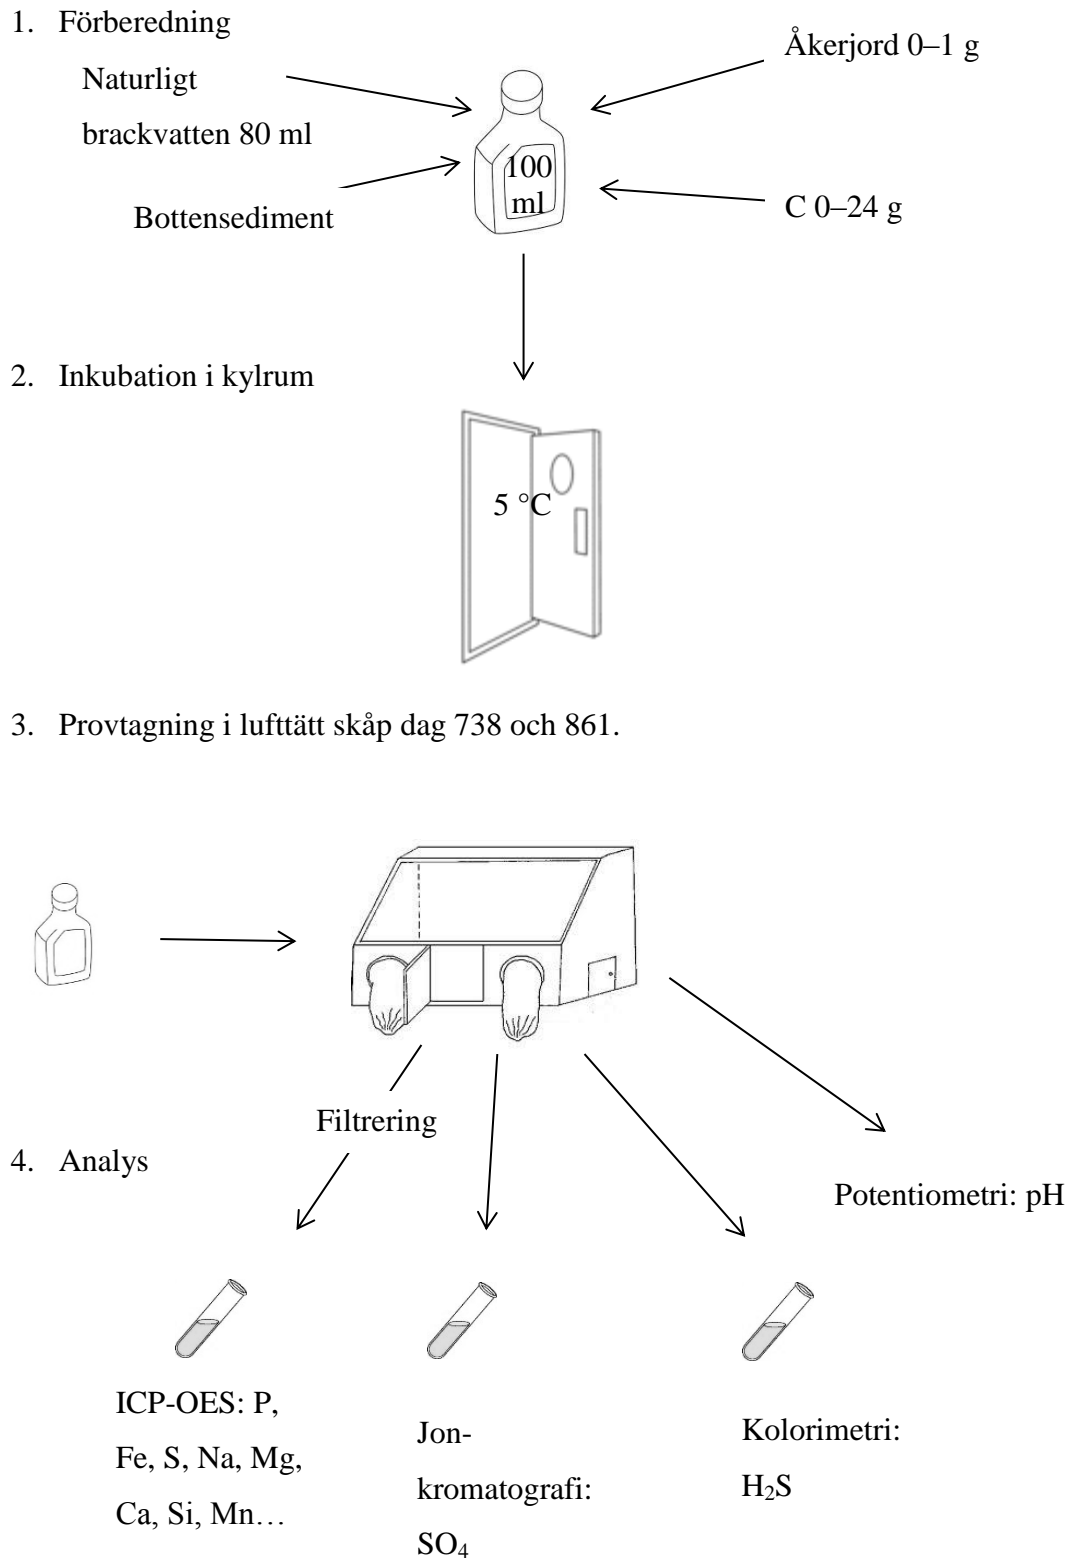 1. Förberedning
Naturligt
brackvatten 80 ml
Bottensediment
Åkerjord 0–1 g
C 0–24 g
100
ml
2. Inkubation i kylrum
5 °C
3. Provtagning i lufttätt skåp dag 738 och 861.
Filtrering
4. Analys
Potentiometri: pH
ICP-OES: P,
Fe, S, Na, Mg,
Ca, Si, Mn…
Jon-
kromatografi:
SO₄
Kolorimetri:
H₂S